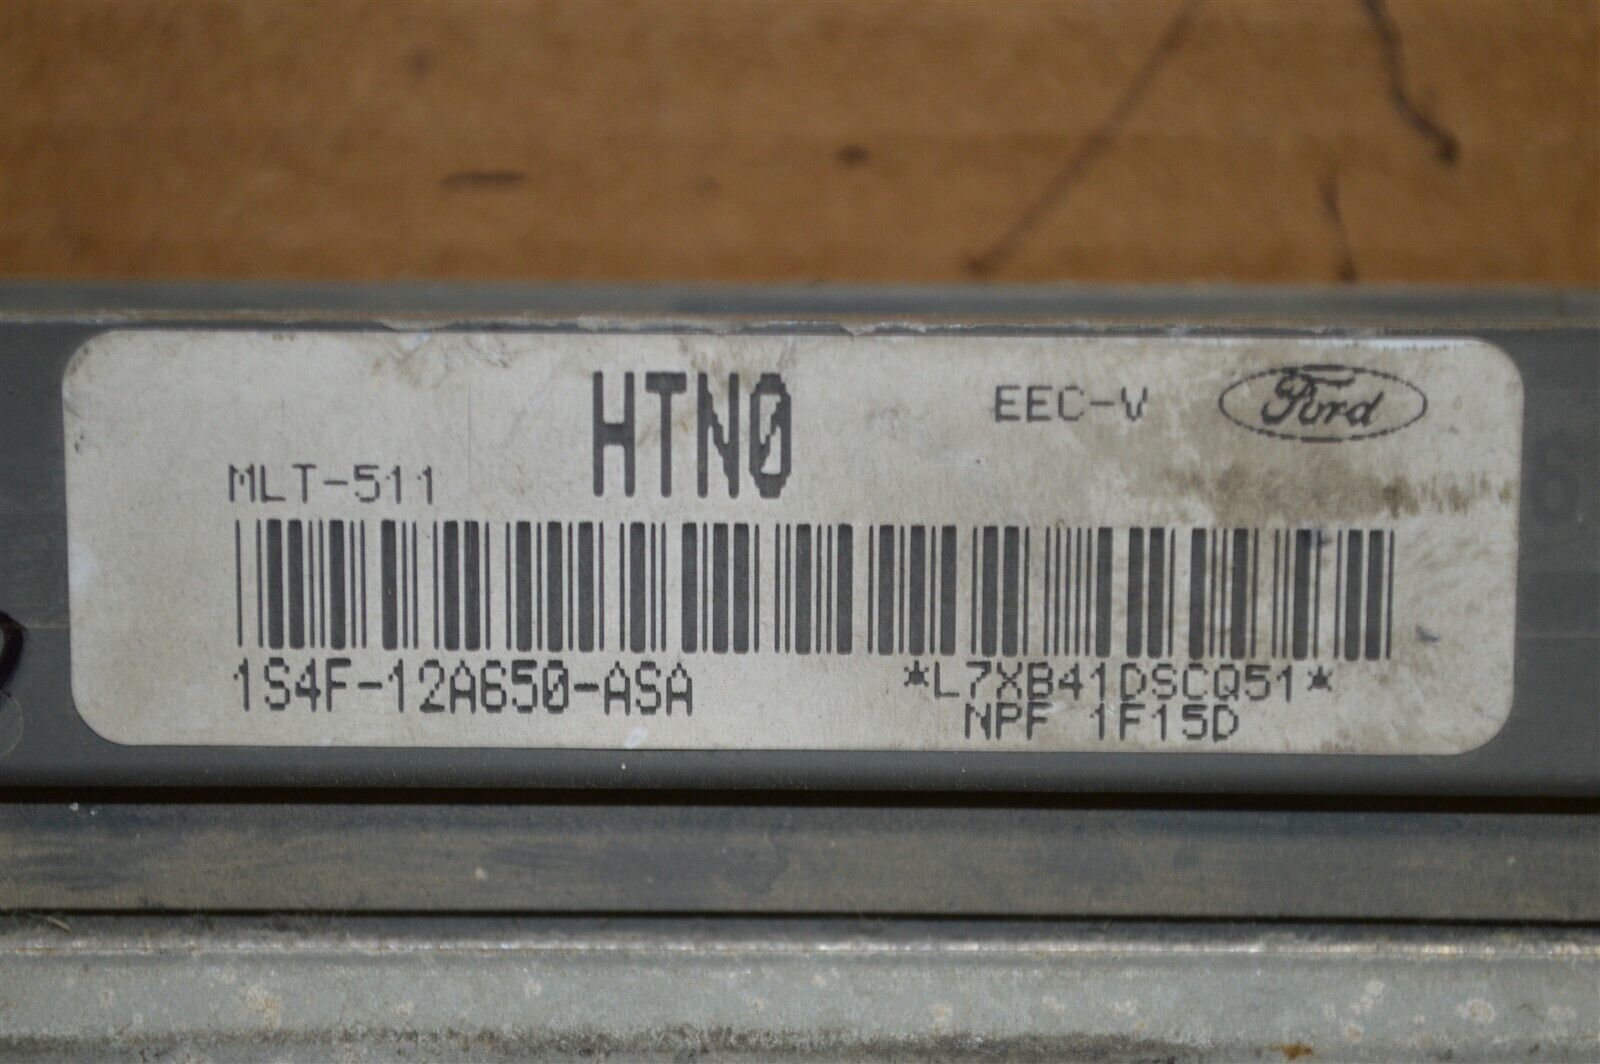 HTN0
EEC-V
Ford
MLT-511
1S4F-12A650-ASA
*L7XB41DSCQ51*
NPF 1F15D